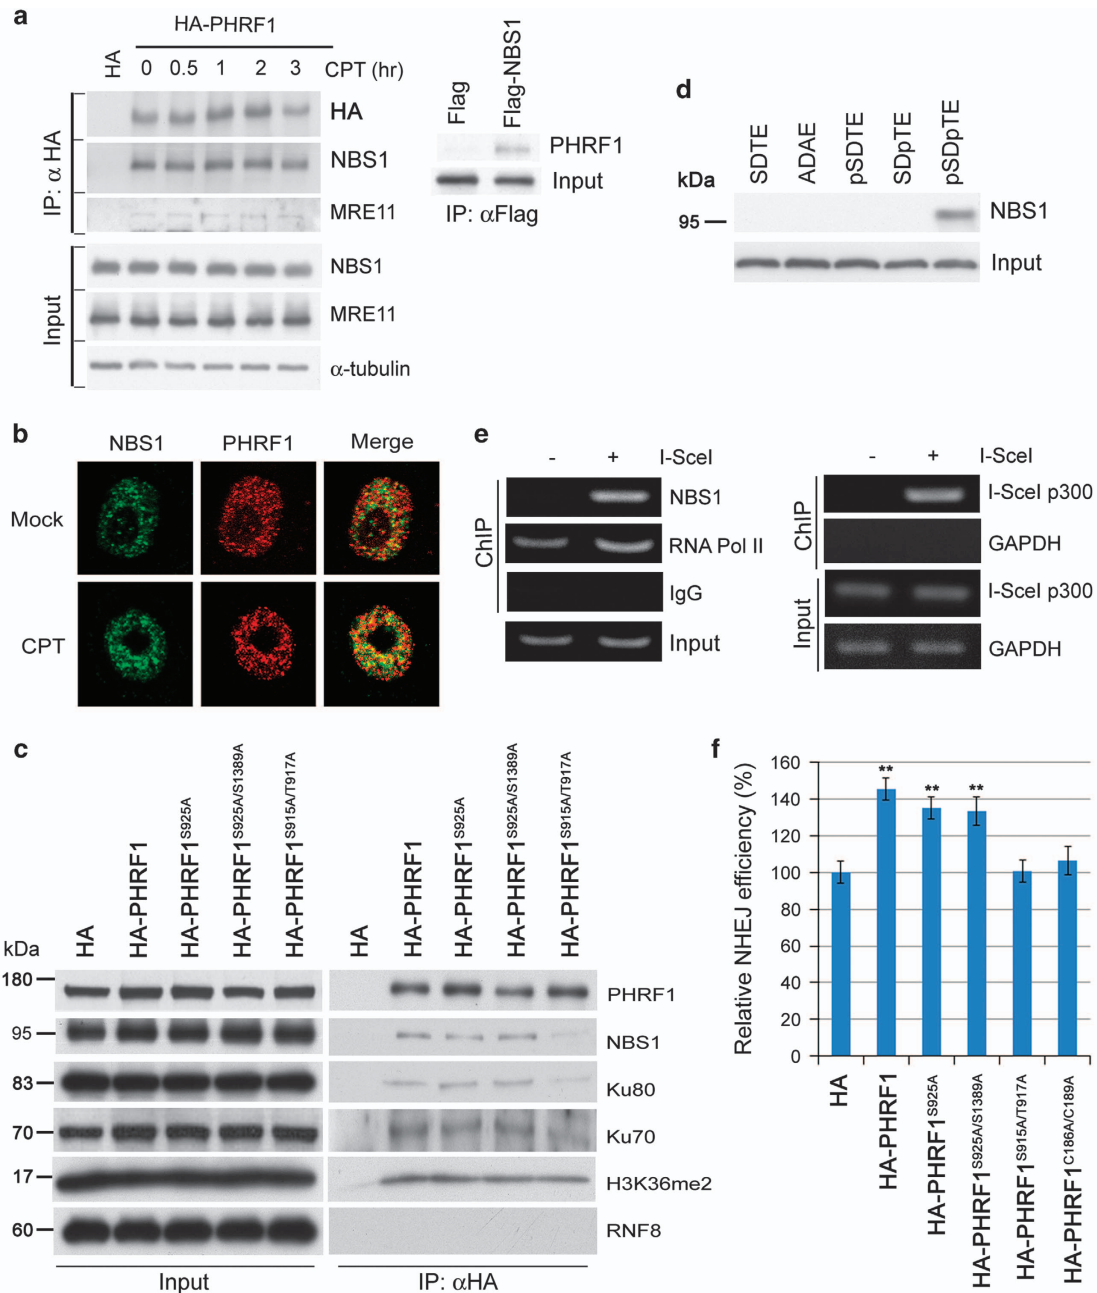 a
HA-PHRF1
HA 0 0.5 1 2 3 CPT (hr)
IP: α HA
HA
NBS1
MRE11
Input
NBS1
MRE11
α-tubulin
Flag
Flag-NBS1
PHRF1
Input
IP: αFlag
d
SDTE
ADAE
pSDTE
SDpTE
pSDpTE
kDa
95
NBS1
Input
b
NBS1 PHRF1 Merge
Mock
CPT
e
- + I-SceI
ChIP
NBS1
RNA Pol II
IgG
Input
- + I-SceI
ChIP
I-SceI p300
GAPDH
Input
I-SceI p300
GAPDH
c
HA
HA-PHRF1
HA-PHRF1S925A
HA-PHRF1S925A/S1389A
HA-PHRF1S915A/T917A
HA
HA-PHRF1
HA-PHRF1S925A
HA-PHRF1S925A/S1389A
HA-PHRF1S915A/T917A
kDa
180
PHRF1
95
NBS1
83
Ku80
70
Ku70
17
H3K36me2
60
RNF8
Input
IP: αHA
f
Relative NHEJ efficiency (%)
160
140
120
100
80
60
40
20
0
**
**
**
HA
HA-PHRF1
HA-PHRF1S925A
HA-PHRF1S925A/S1389A
HA-PHRF1S915A/T917A
HA-PHRF1C186A/C189A